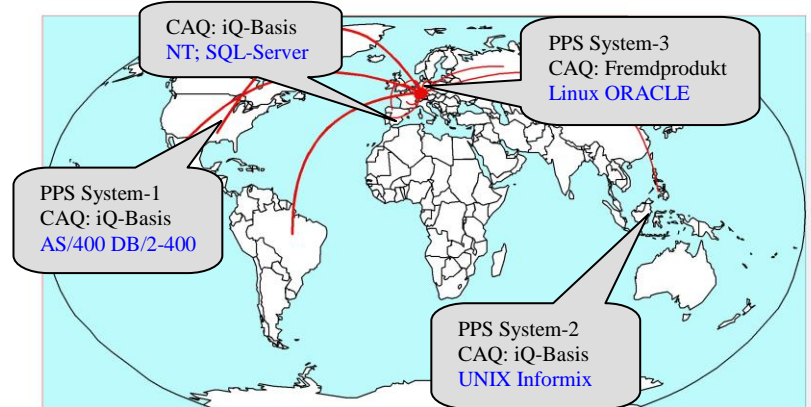 CAQ: iQ-Basis
NT; SQL-Server
PPS System-3
CAQ: Fremdprodukt
Linux ORACLE
PPS System-1
CAQ: iQ-Basis
AS/400 DB/2-400
PPS System-2
CAQ: iQ-Basis
UNIX Informix